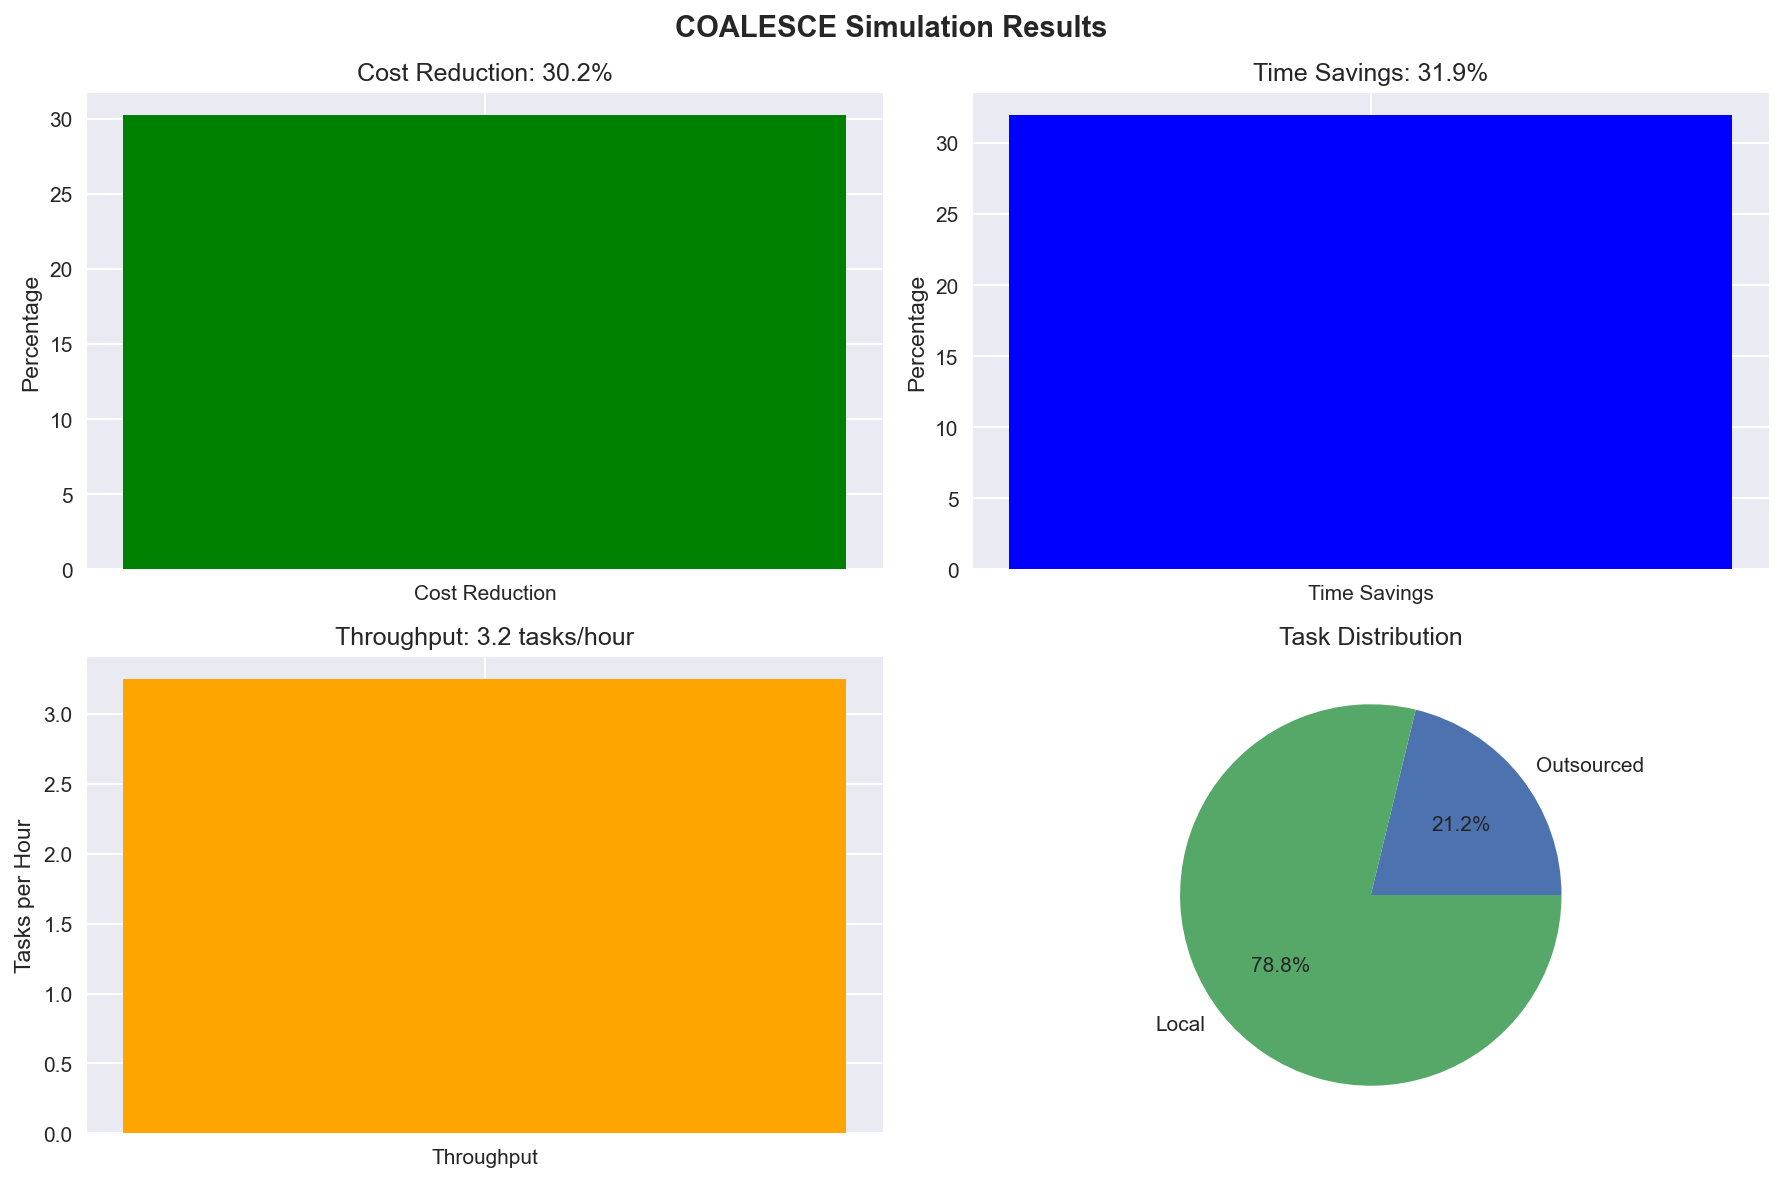 COALESCE Simulation Results
Cost Reduction: 30.2%
30
25
20
15
10
5
0
Percentage
Cost Reduction
Time Savings: 31.9%
30
25
20
15
10
5
0
Percentage
Time Savings
Throughput: 3.2 tasks/hour
3.0
2.5
2.0
1.5
1.0
0.5
0.0
Tasks per Hour
Throughput
Task Distribution
Outsourced
21.2%
78.8%
Local